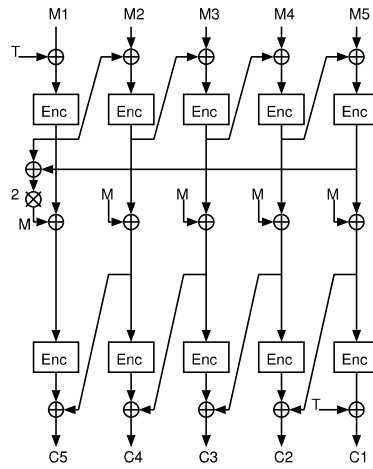 M1 M2 M3 M4 M5
T
Enc Enc Enc Enc Enc
2
M M M M M
Enc Enc Enc Enc Enc
T
C5 C4 C3 C2 C1